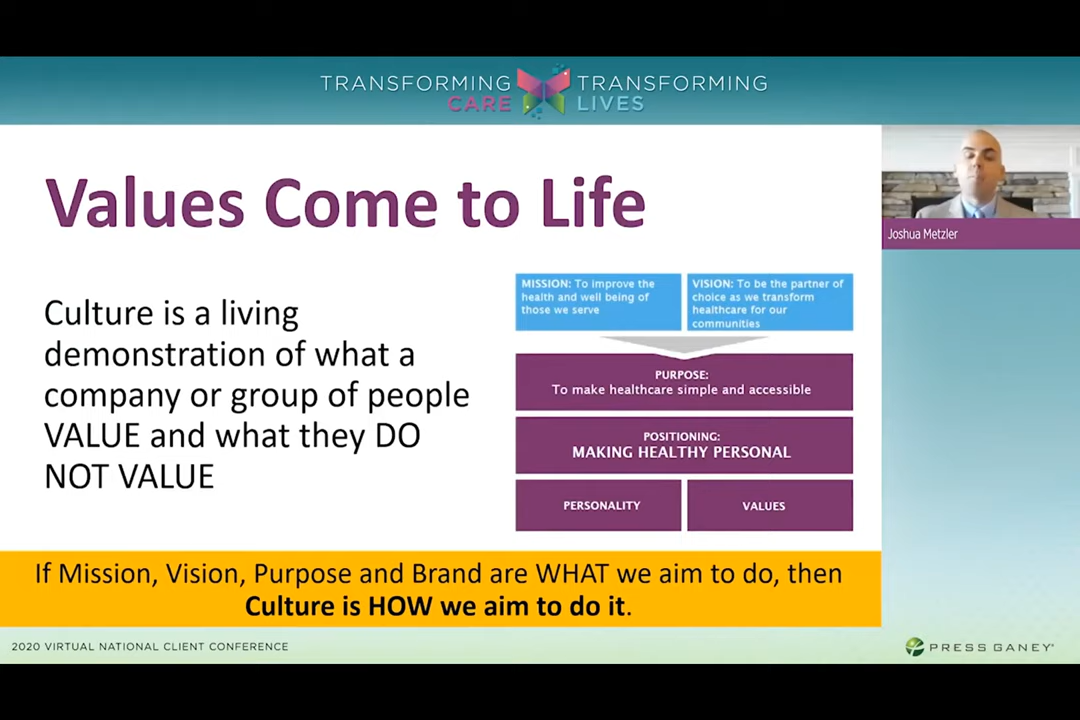 TRANSFORMING TRANSFORMING
CARE LIVES
Values Come to Life
Joshua Metzler
Culture is a living
demonstration of what a
company or group of people
VALUE and what they DO
NOT VALUE
MISSION: To improve the
health and well being of
those we serve
VISION: To be the partner of
choice as we transform
healthcare for our
communities
PURPOSE:
To make healthcare simple and accessible
POSITIONING:
MAKING HEALTHY PERSONAL
PERSONALITY
VALUES
If Mission, Vision, Purpose and Brand are WHAT we aim to do, then
Culture is HOW we aim to do it.
2020 VIRTUAL NATIONAL CLIENT CONFERENCE
PRESS GANEY